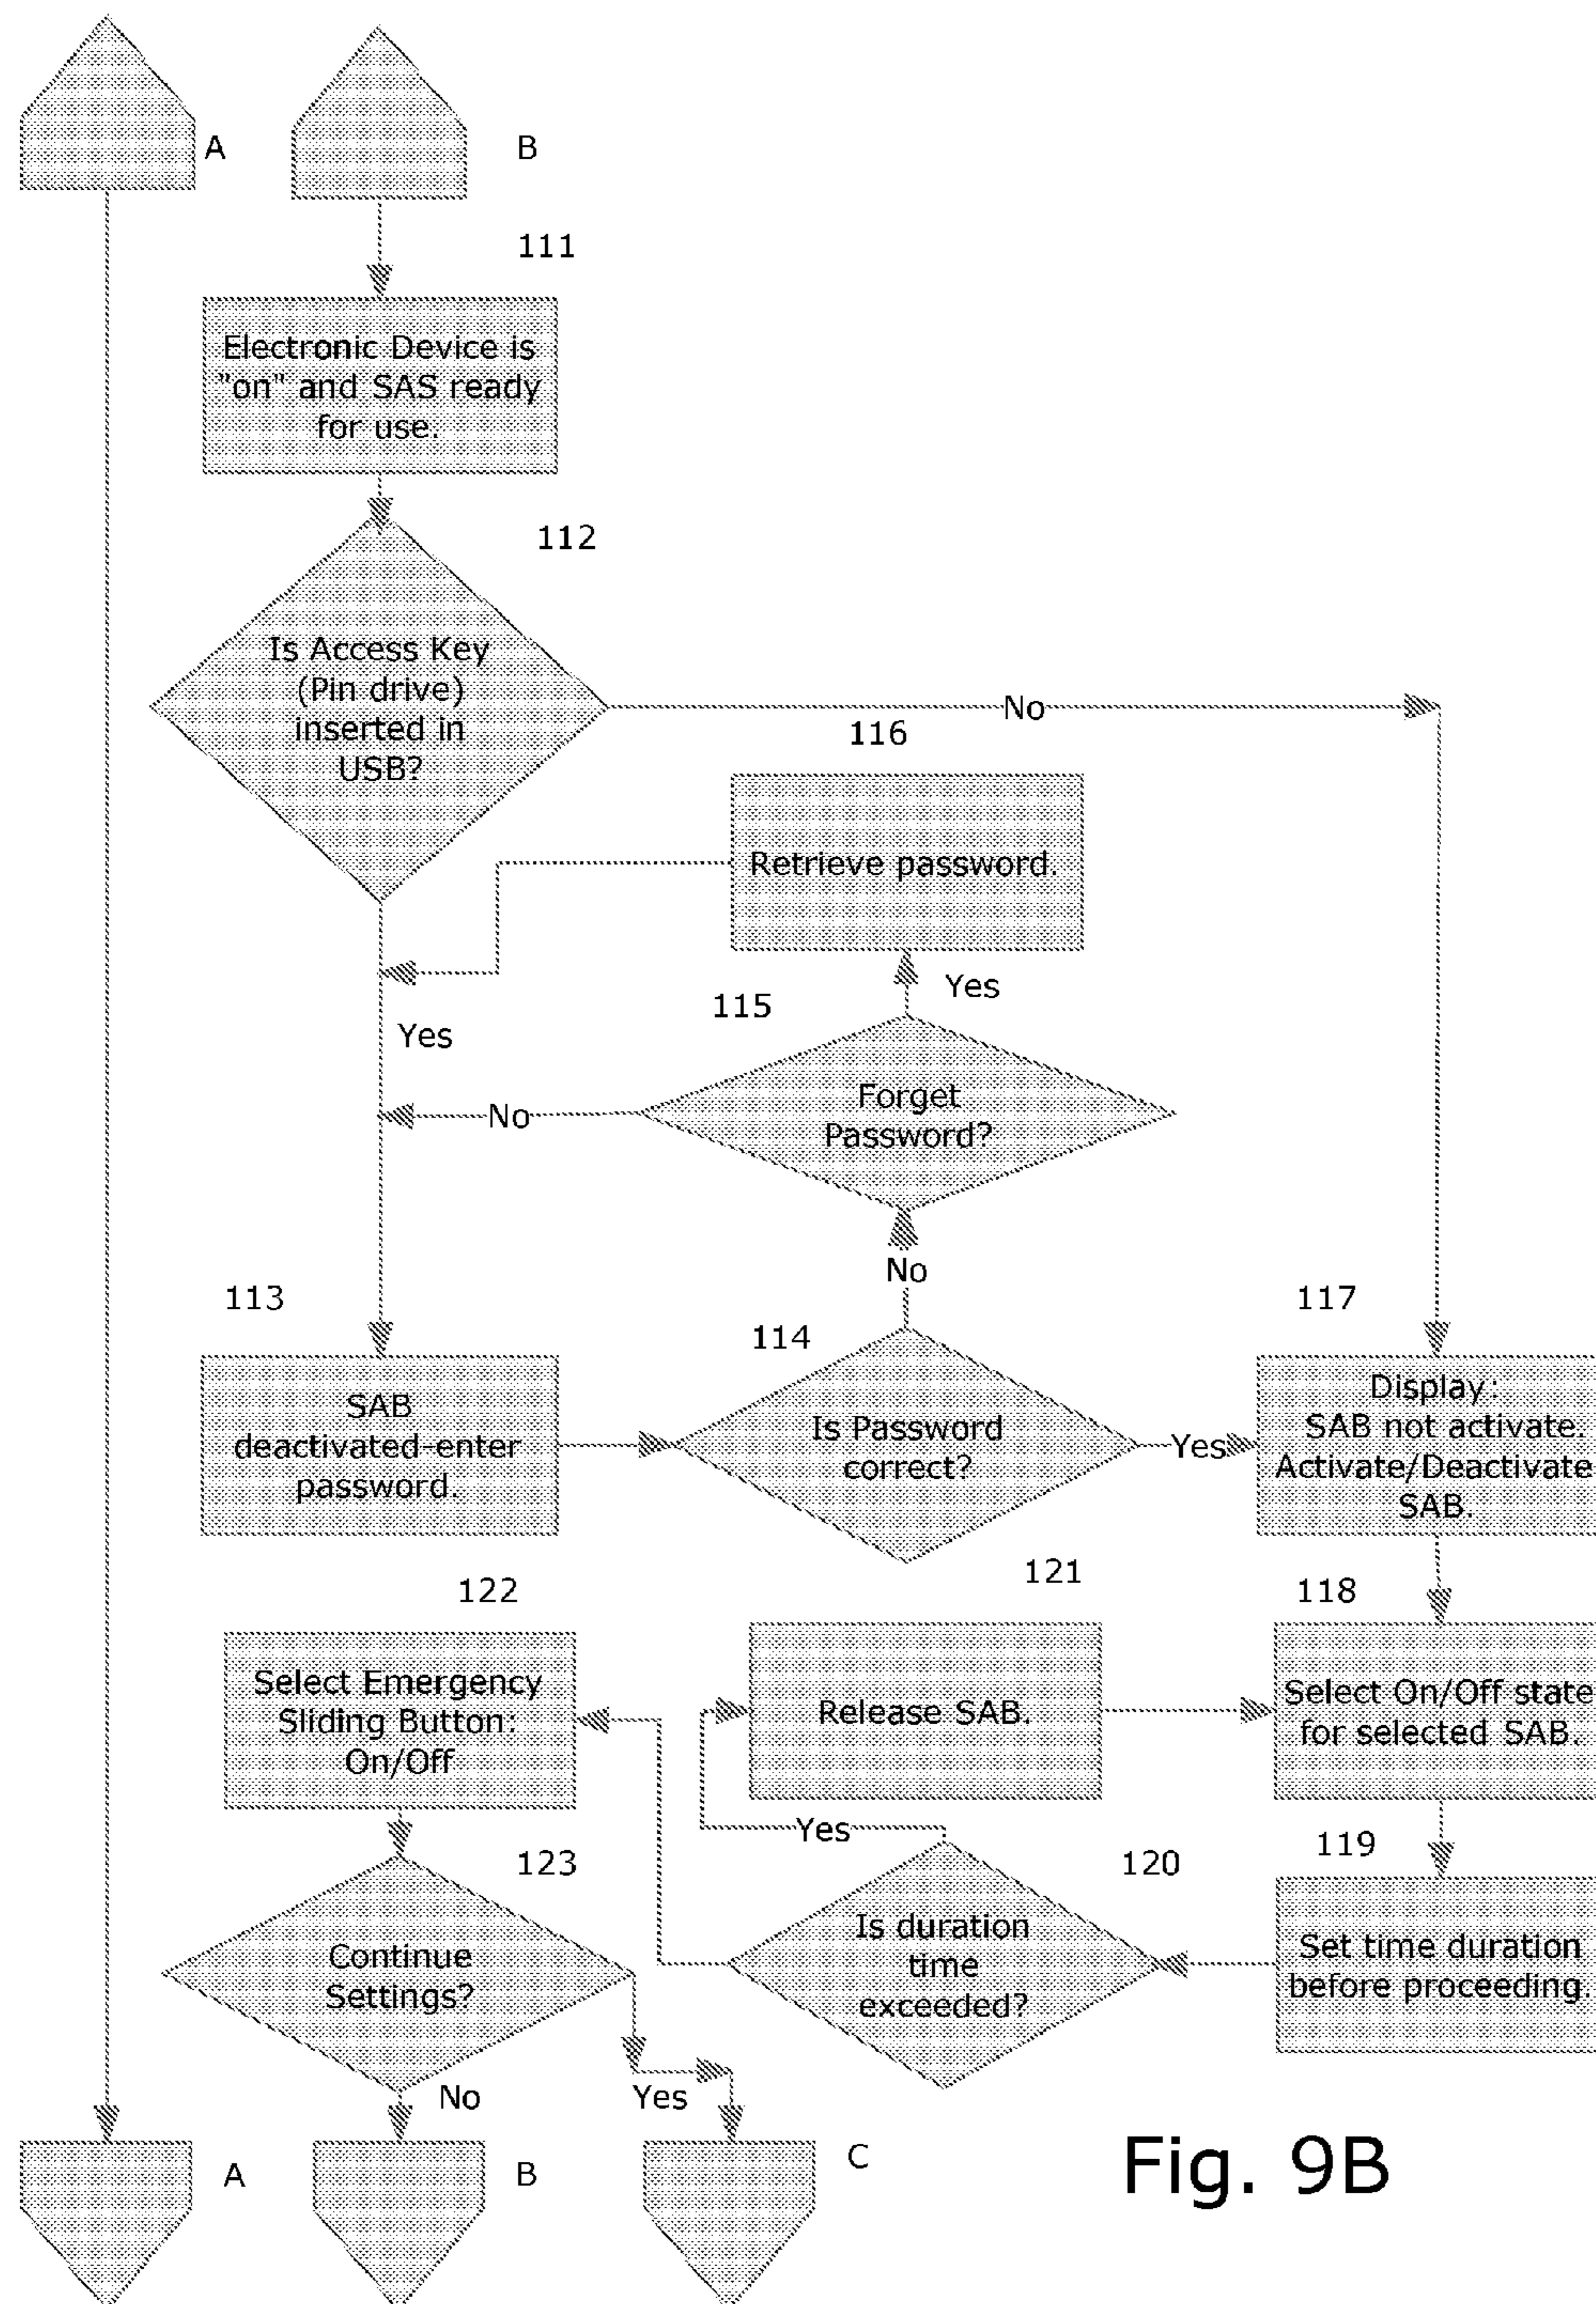 A
B
111
Electronic Device is
"on" and SAS ready
for use.
112
Is Access Key
(Pin drive)
inserted in
USB?
No
116
Retrieve password.
Yes
115
Yes
Forget
Password?
No
No
113
114
117
SAB
deactivated-enter
password.
Is Password
correct?
Yes
Display:
SAB not activate.
Activate/Deactivate
SAB.
122
121
118
Select Emergency
Sliding Button:
On/Off
Release SAB.
Select On/Off state
for selected SAB.
Yes
123
120
119
Continue
Settings?
Is duration
time
exceeded?
Set time duration
before proceeding.
No
Yes
A
B
C
Fig. 9B